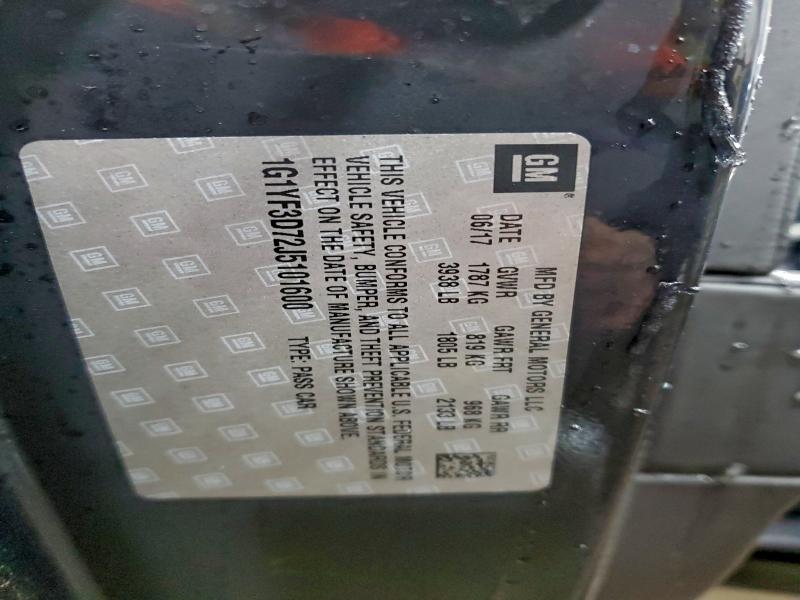 GM
®
MFD BY GENERAL MOTORS LLC
DATE GVWR GAWR FRT GAWR RR
06/17 1787 KG 819 KG 968 KG
3938 LB 1805 LB 2133 LB
THIS VEHICLE CONFORMS TO ALL APPLICABLE U.S. FEDERAL MOTOR
VEHICLE SAFETY, BUMPER, AND THEFT PREVENTION STANDARDS IN
EFFECT ON THE DATE OF MANUFACTURE SHOWN ABOVE.
1G1YF3D72J5101600 TYPE: PASS CAR